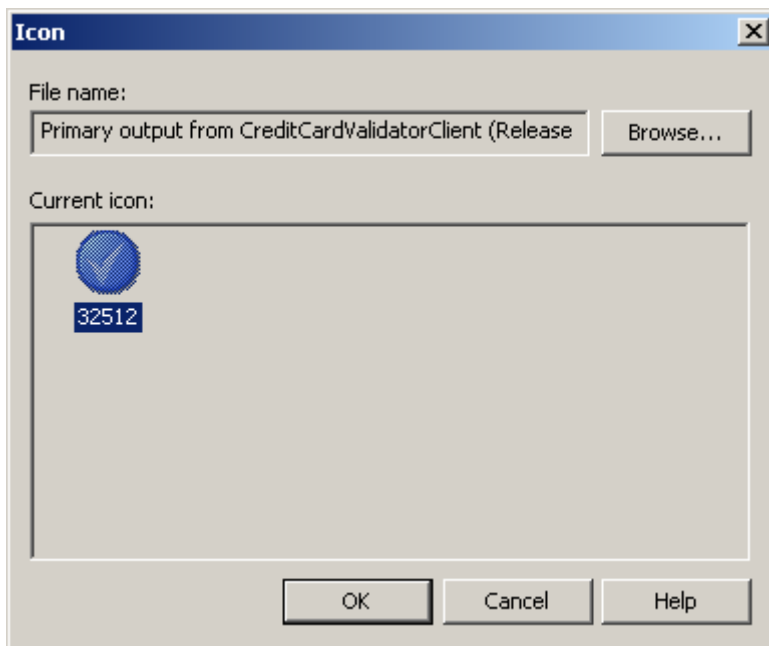 Icon
File name:
Primary output from CreditCardValidatorClient (Release
Browse...
Current icon:
32512
OK
Cancel
Help